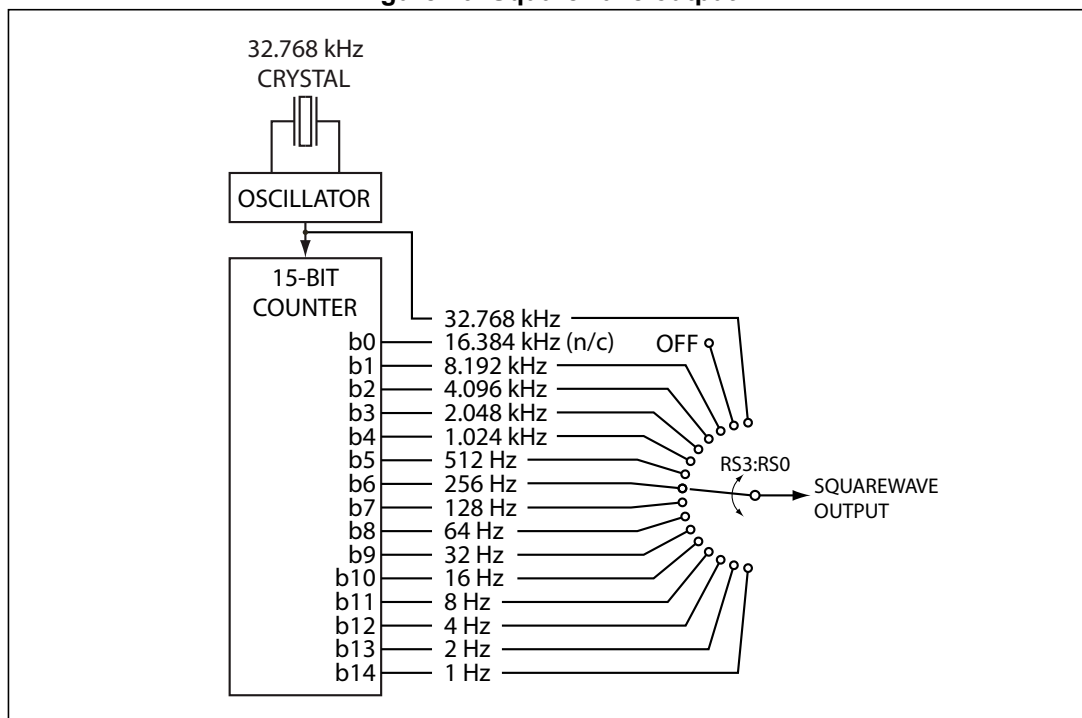 32.768 kHz
CRYSTAL
OSCILLATOR
15-BIT
COUNTER
32.768 kHz
b0 16.384 kHz (n/c) OFF
b1 8.192 kHz
b2 4.096 kHz
b3 2.048 kHz
b4 1.024 kHz
b5 512 Hz
RS3:RS0
b6 256 Hz
SQUAREWAVE
OUTPUT
b7 128 Hz
b8 64 Hz
b9 32 Hz
b10 16 Hz
b11 8 Hz
b12 4 Hz
b13 2 Hz
b14 1 Hz